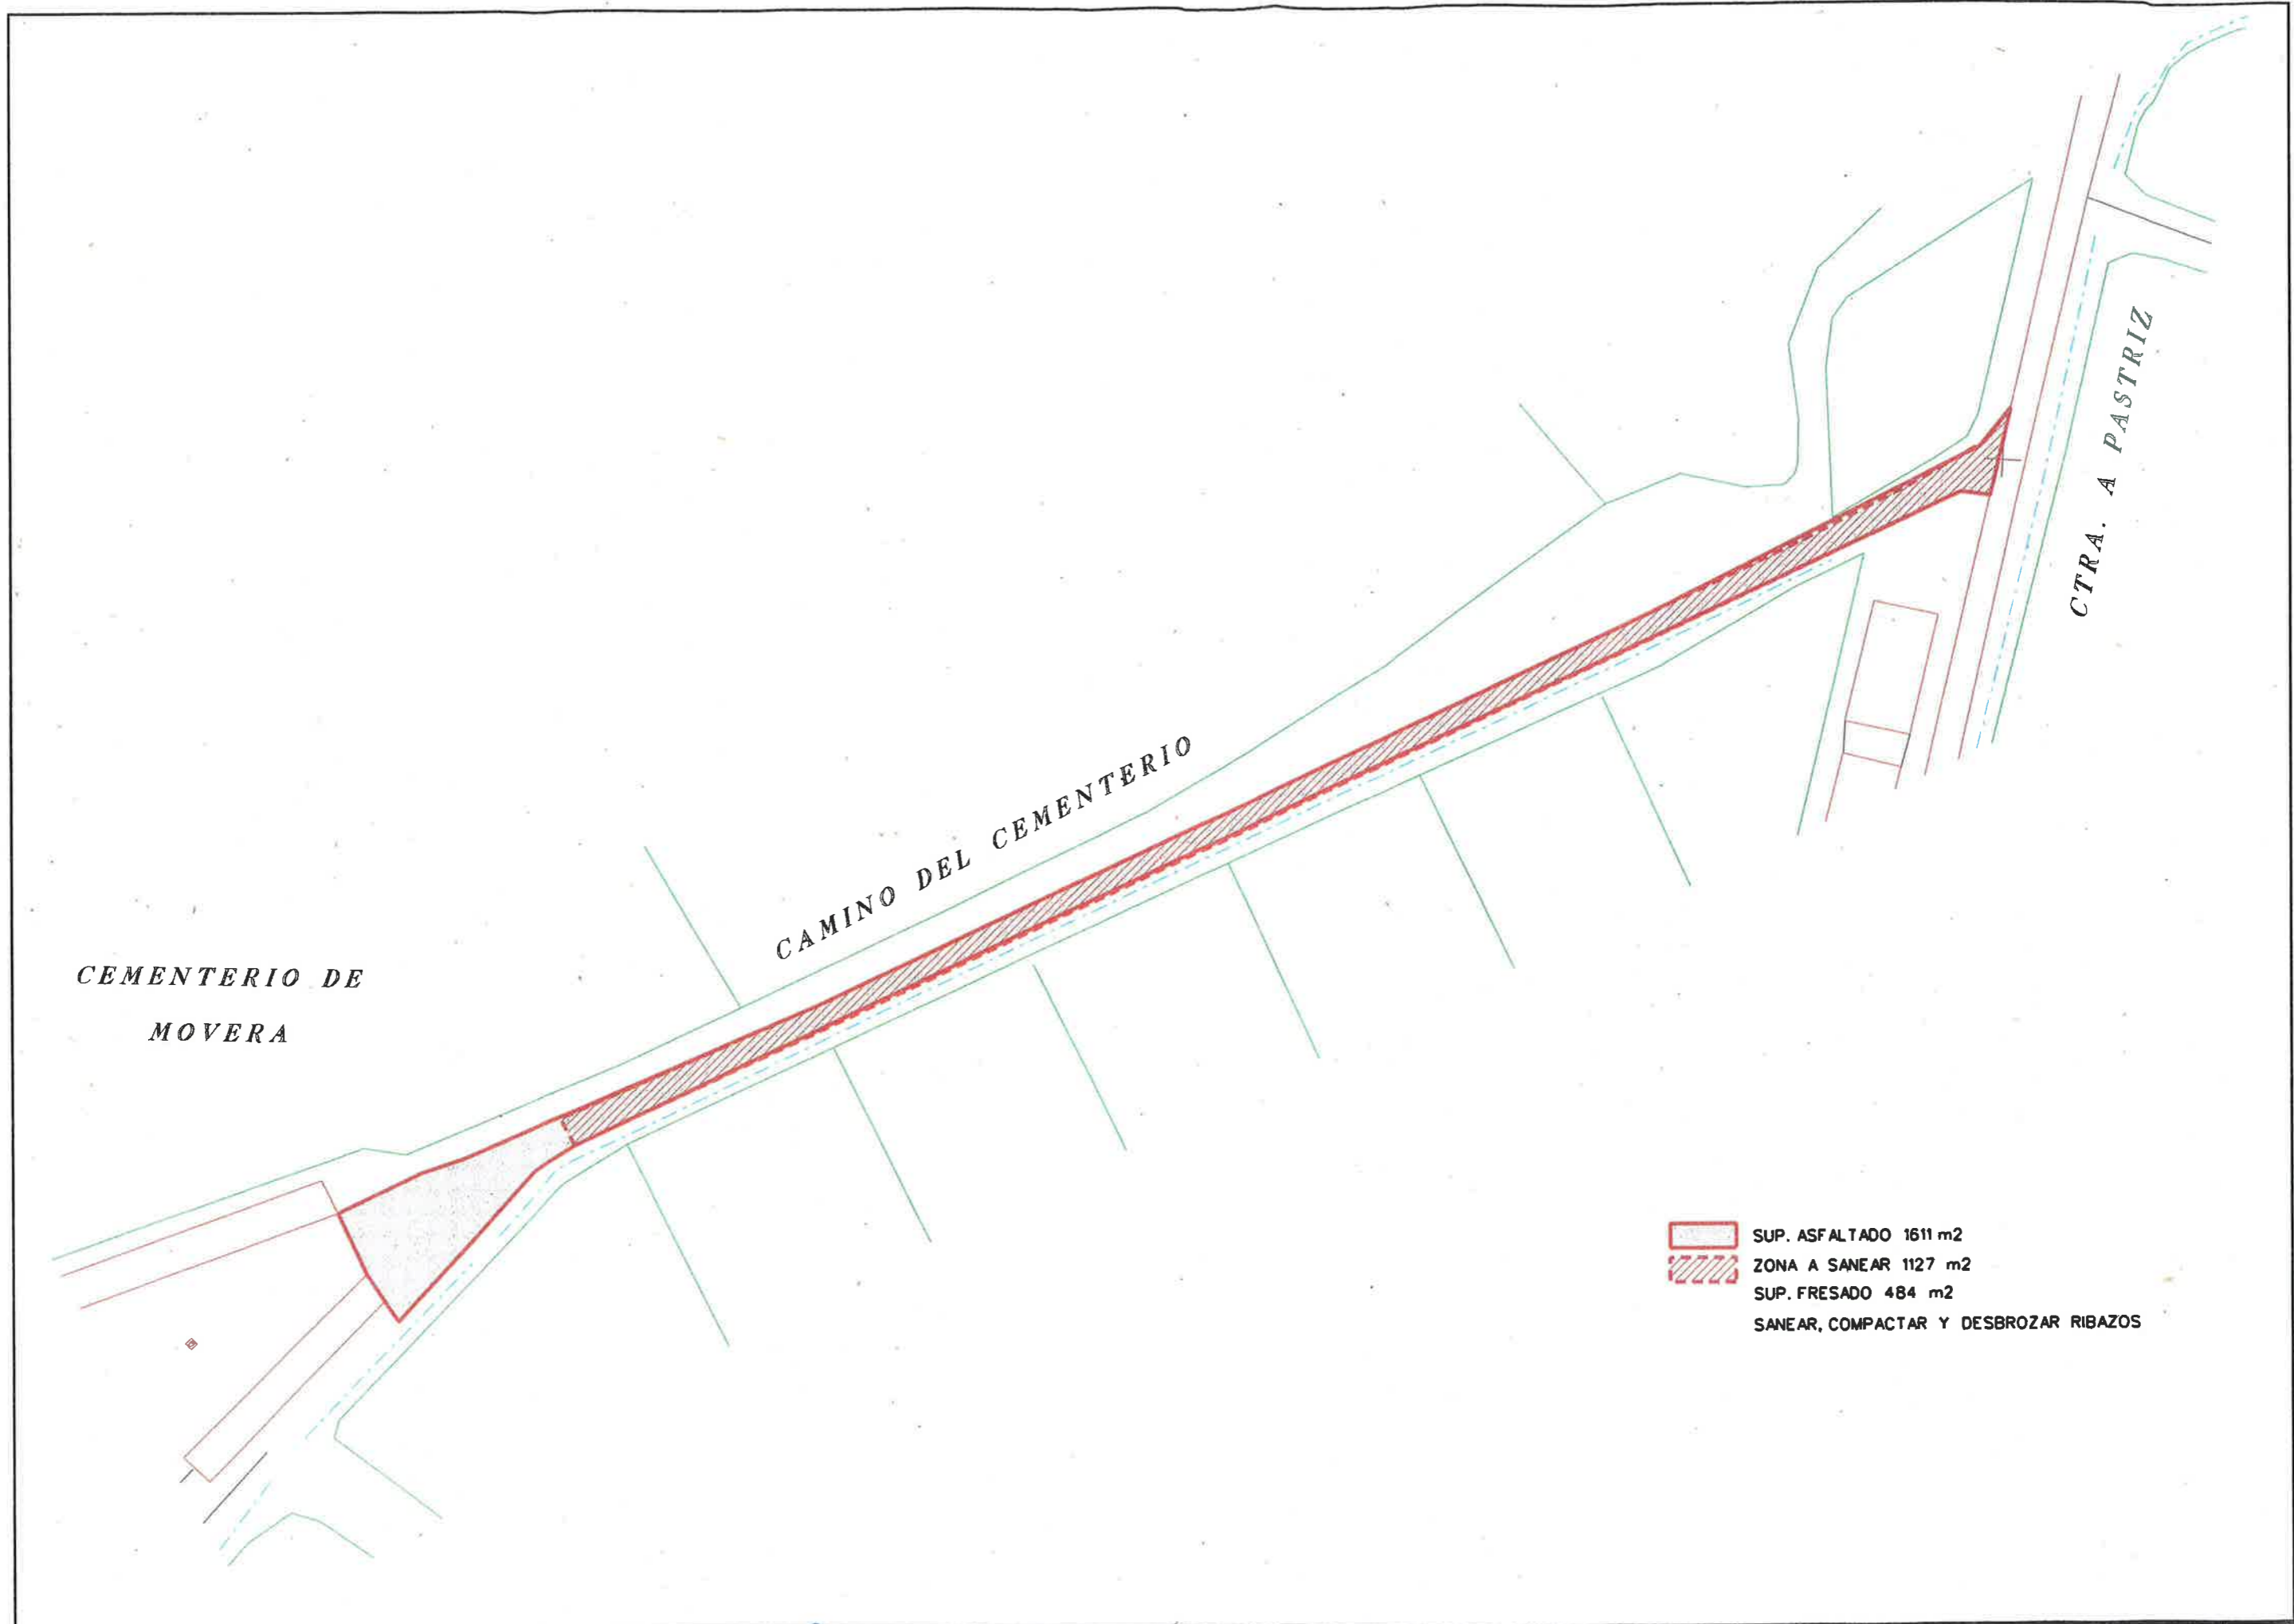 CTRA. A PASTRIZ
CAMINO DEL CEMENTERIO
CEMENTERIO DE
MOVERA
SUP. ASFALTADO 1611 m2
ZONA A SANEAR 1127 m2
SUP. FRESADO 484 m2
SANEAR, COMPACTAR Y DESBROZAR RIBAZOS